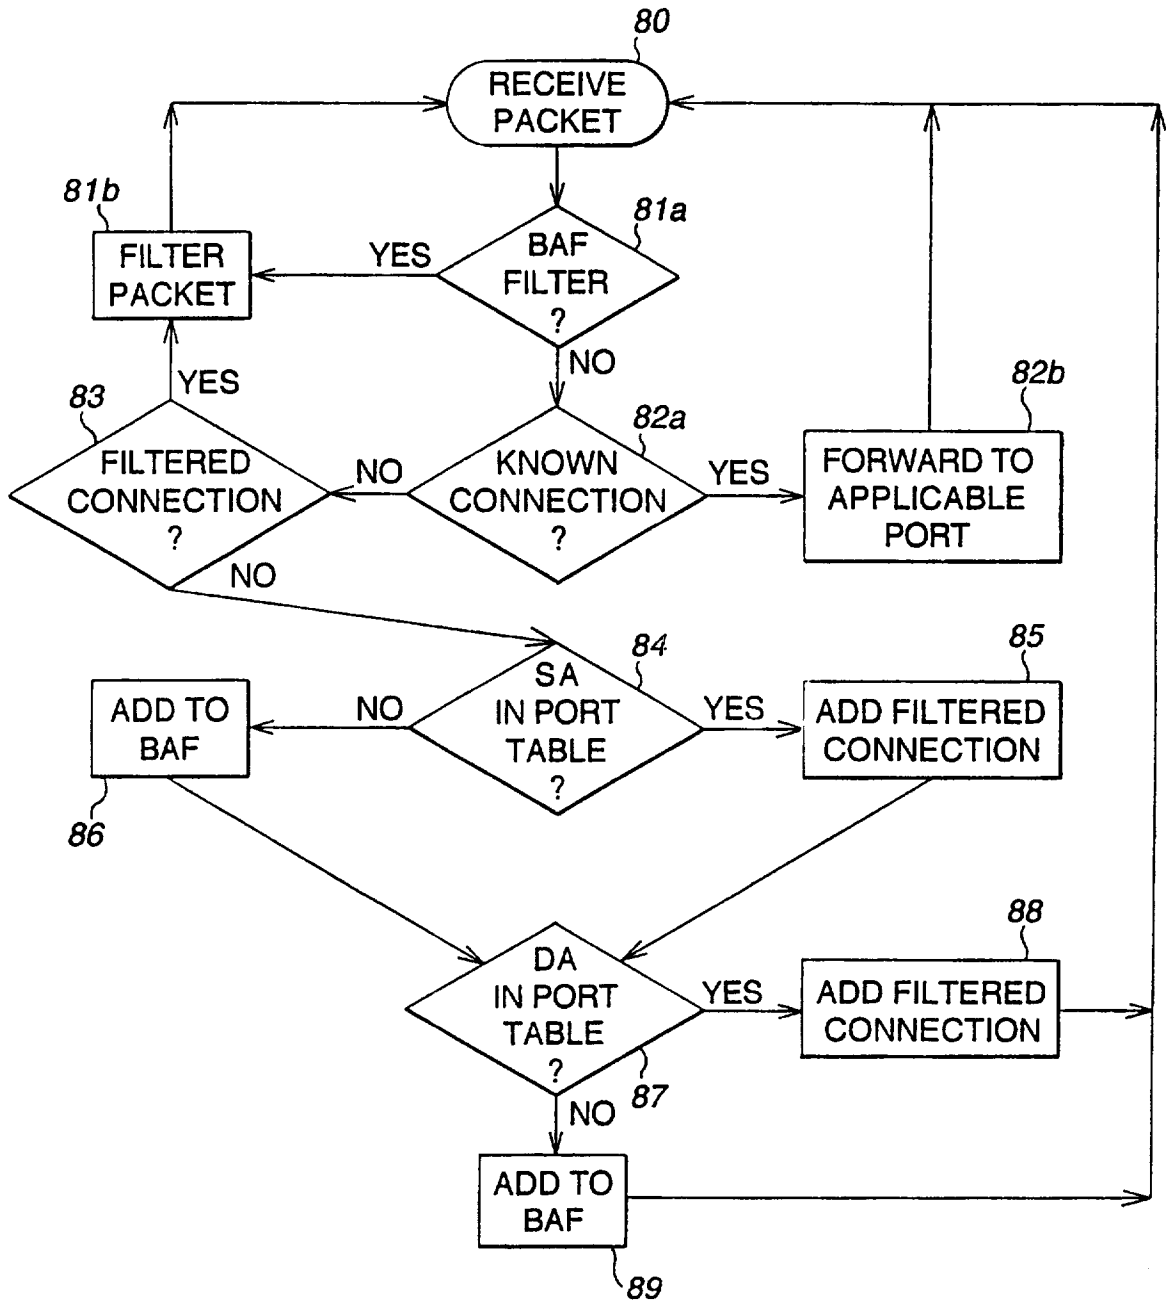 80
RECEIVE
PACKET
81b
81a
FILTER
PACKET
YES
BAF
FILTER
?
NO
YES
83
82a
82b
FILTERED
CONNECTION
?
NO
KNOWN
CONNECTION
?
YES
FORWARD TO
APPLICABLE
PORT
NO
84
85
ADD TO
BAF
NO
SA
IN PORT
TABLE
?
YES
ADD FILTERED
CONNECTION
86
88
DA
IN PORT
TABLE
?
YES
ADD FILTERED
CONNECTION
87
NO
ADD TO
BAF
89